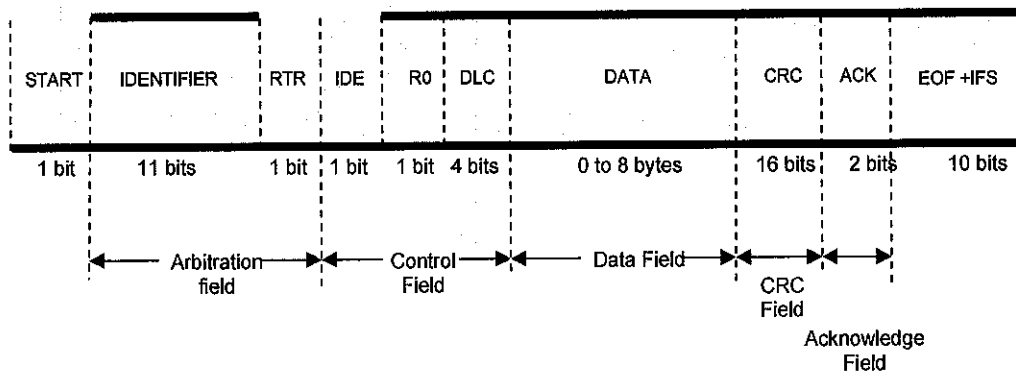 START IDENTIFIER RTR IDE R0 DLC DATA CRC ACK EOF +IFS
1 bit 11 bits 1 bit 1 bit 1 bit 4 bits 0 to 8 bytes 16 bits 2 bits 10 bits
Arbitration field
Control Field
Data Field
CRC Field
Acknowledge Field